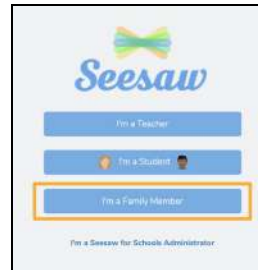 Seesaw
I'm a Teacher
I'm a Student
I'm a Family Member
I'm a Seesaw for Schools Administrator